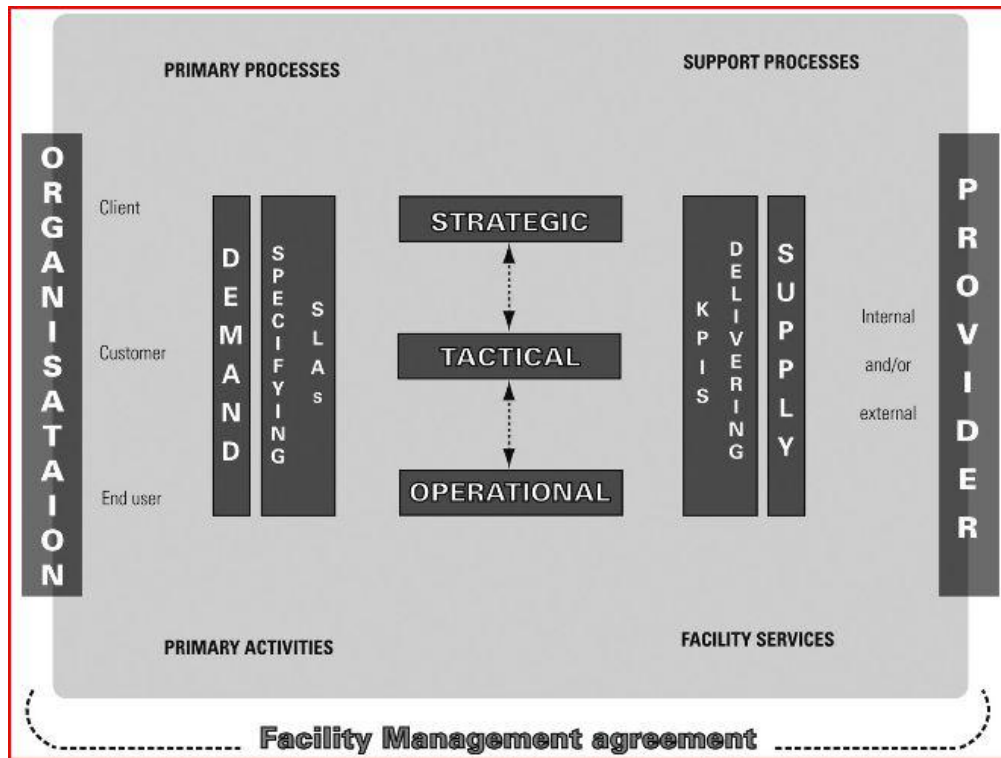 PRIMARY PROCESSES
SUPPORT PROCESSES
ORGANISATAION
Client
Customer
End user
DEMAND
SPECIFYING
SLAs
STRATEGIC
TACTICAL
OPERATIONAL
KPIS
DELIVERING
SUPPLY
Internal
and/or
external
PROVIDER
PRIMARY ACTIVITIES
FACILITY SERVICES
Facility Management agreement